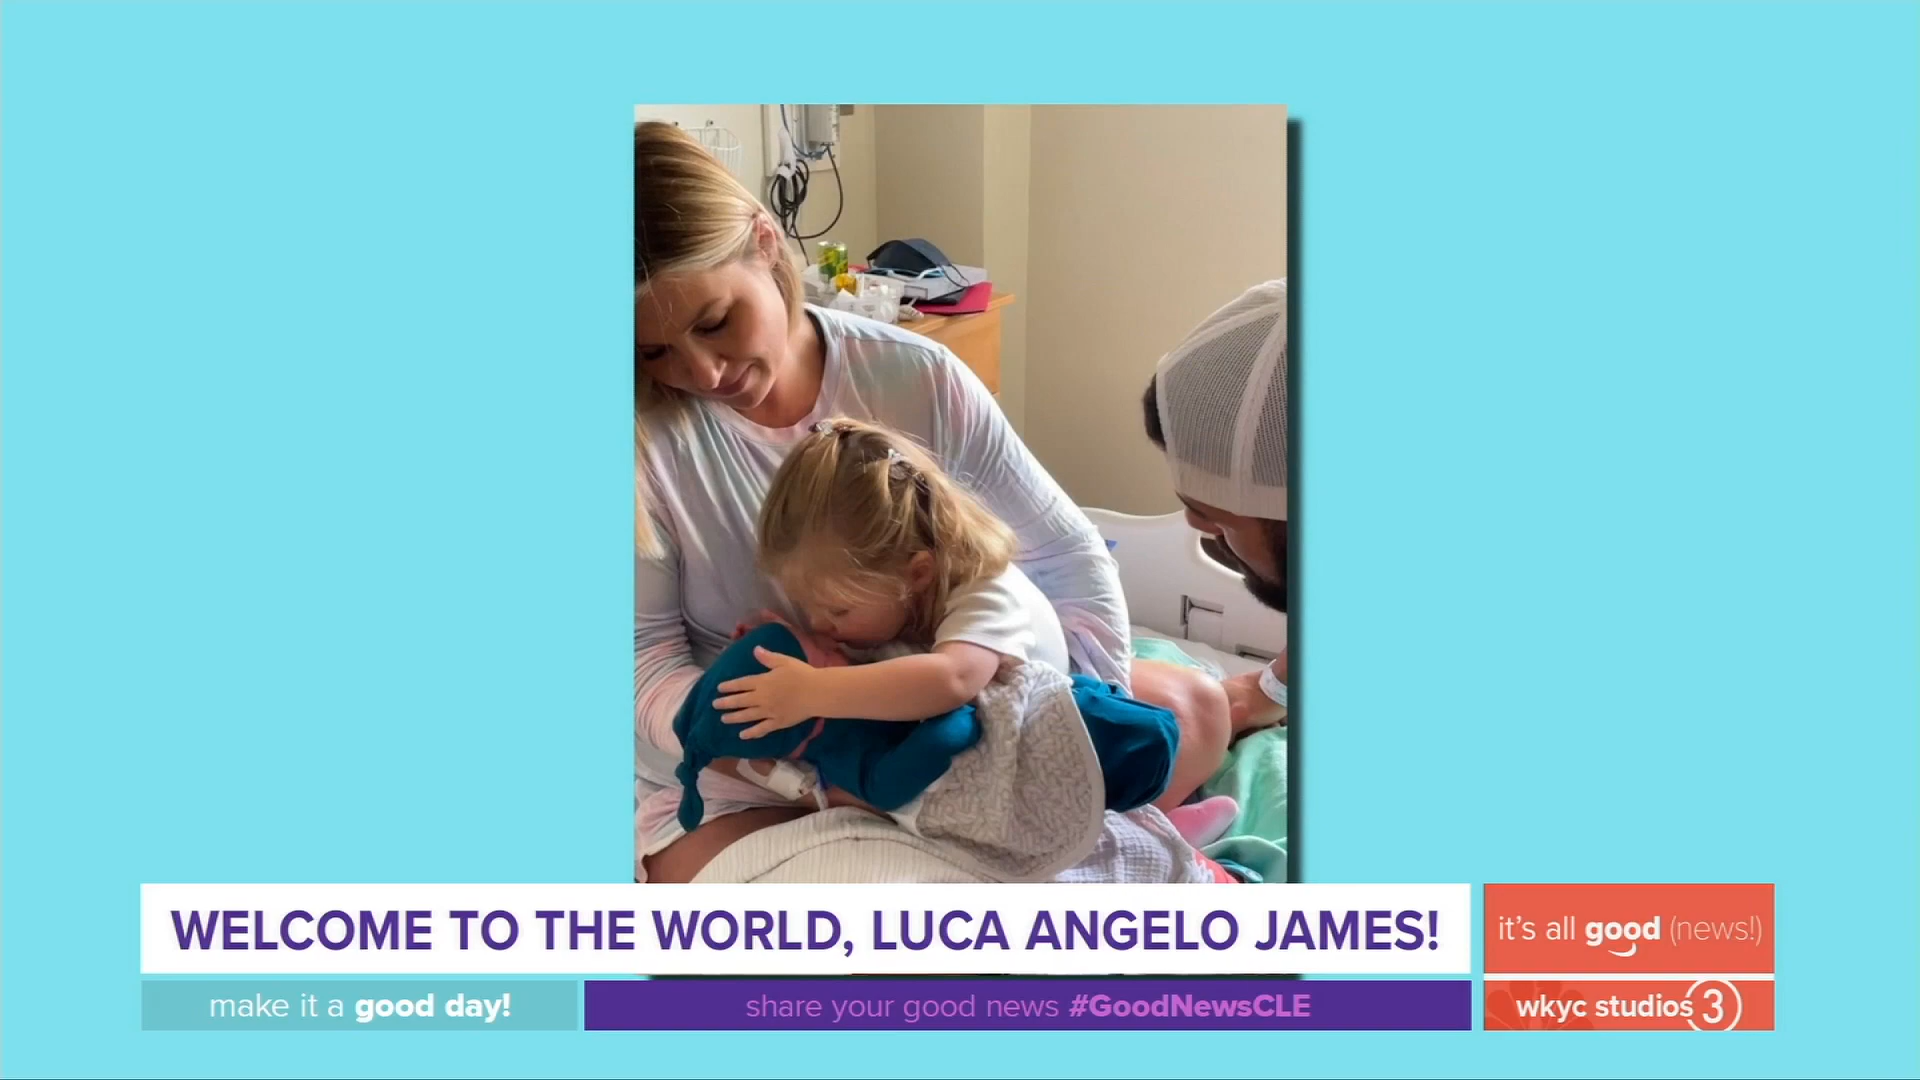 WELCOME TO THE WORLD, LUCA ANGELO JAMES!
it's all good (news!)
make it a good day!
share your good news #GoodNewsCLE
wkyc studios 3